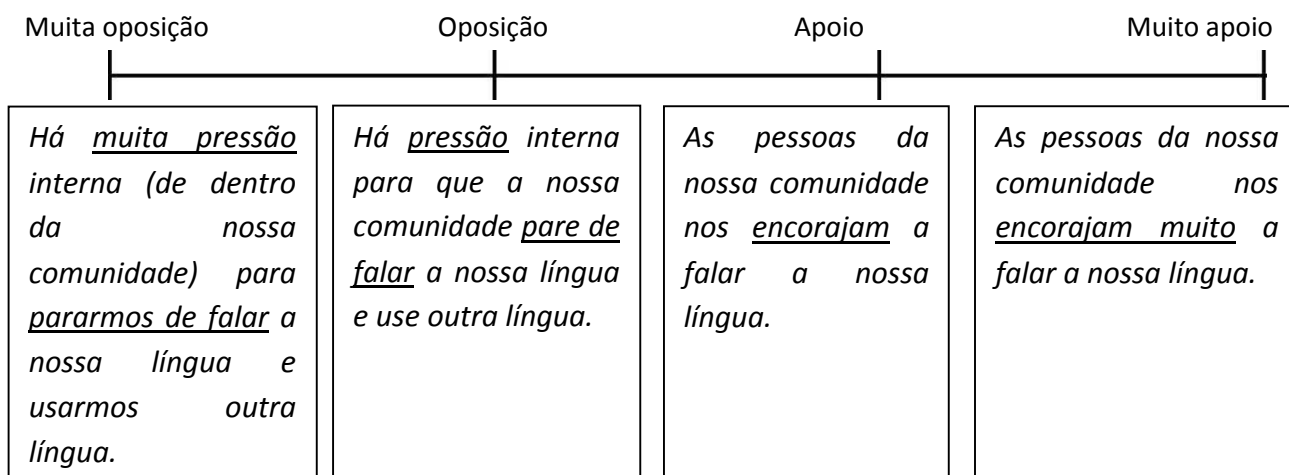 Muita oposição Oposição Apoio Muito apoio
Há muita pressão
interna (de dentro
da nossa
comunidade) para
pararmos de falar a
nossa língua e
usarmos outra
língua.
Há pressão interna
para que a nossa
comunidade pare de
falar a nossa língua
e use outra língua.
As pessoas da
nossa comunidade
nos encorajam a
falar a nossa
língua.
As pessoas da nossa
comunidade nos
encorajam muito a
falar a nossa língua.